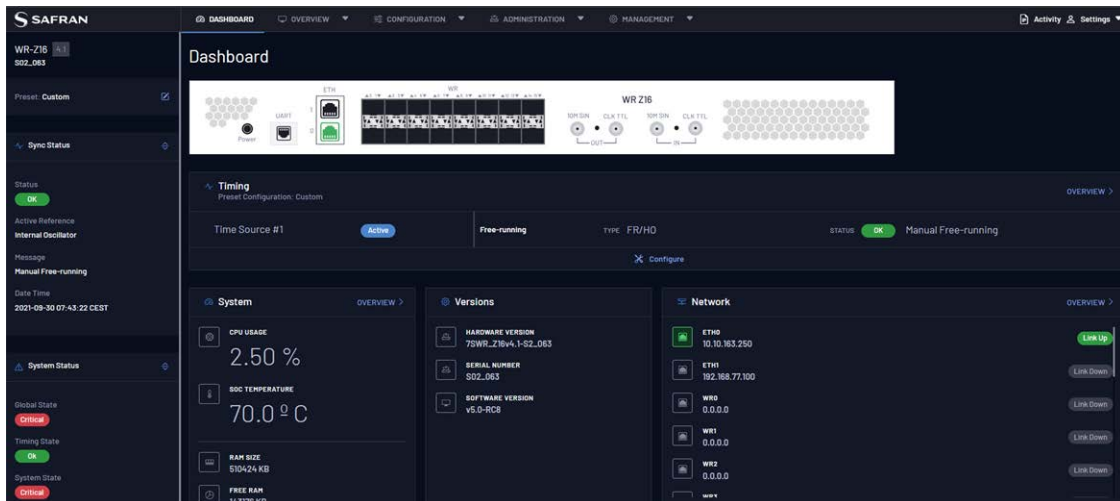 SAFRAN
DASHBOARD
OVERVIEW
CONFIGURATION
ADMINISTRATION
MANAGEMENT
Activity
Settings
WR-Z16 4.1
S02_063
Preset: Custom
Sync Status
Status
OK
Active Reference
Internal Oscillator
Message
Manual Free-running
Date Time
2021-09-30 07:43:22 CEST
System Status
Global State
Critical
Timing State
Ok
System State
Critical
Dashboard
Power
UART
ETH
1
2
WR
WR Z16
10M SIN CLK TTL
OUT
10M SIN CLK TTL
IN
Timing
OVERVIEW >
Preset Configuration: Custom
Time Source #1 Active Free-running TYPE FR/HO STATUS OK Manual Free-running
Configure
System OVERVIEW >
CPU USAGE
2.50 %
SOC TEMPERATURE
70.0 º C
RAM SIZE
510424 KB
FREE RAM
Versions
HARDWARE VERSION
7SWR_Z16v4.1-S2_063
SERIAL NUMBER
S02_063
SOFTWARE VERSION
v5.0-RC8
Network OVERVIEW >
ETH0
10.10.163.250
Link Up
ETH1
192.168.77.100
Link Down
WR0
0.0.0.0
Link Down
WR1
0.0.0.0
Link Down
WR2
0.0.0.0
Link Down
WR3